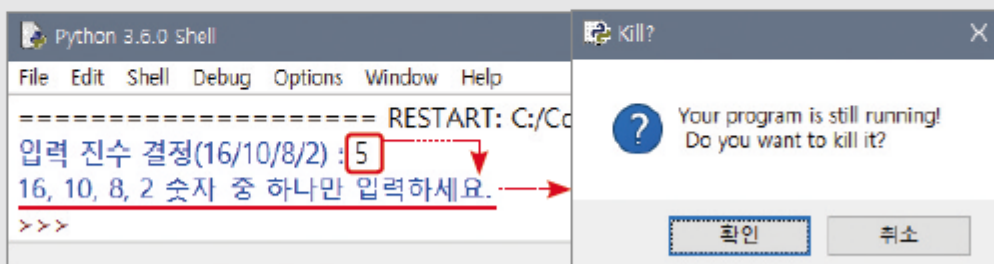 Python 3.6.0 Shell
File Edit Shell Debug Options Window Help
==================== RESTART: C:/Co
입력 진수 결정(16/10/8/2) : 5
16, 10, 8, 2 숫자 중 하나만 입력하세요.
>>>
Kill?
Your program is still running!
Do you want to kill it?
확인 취소